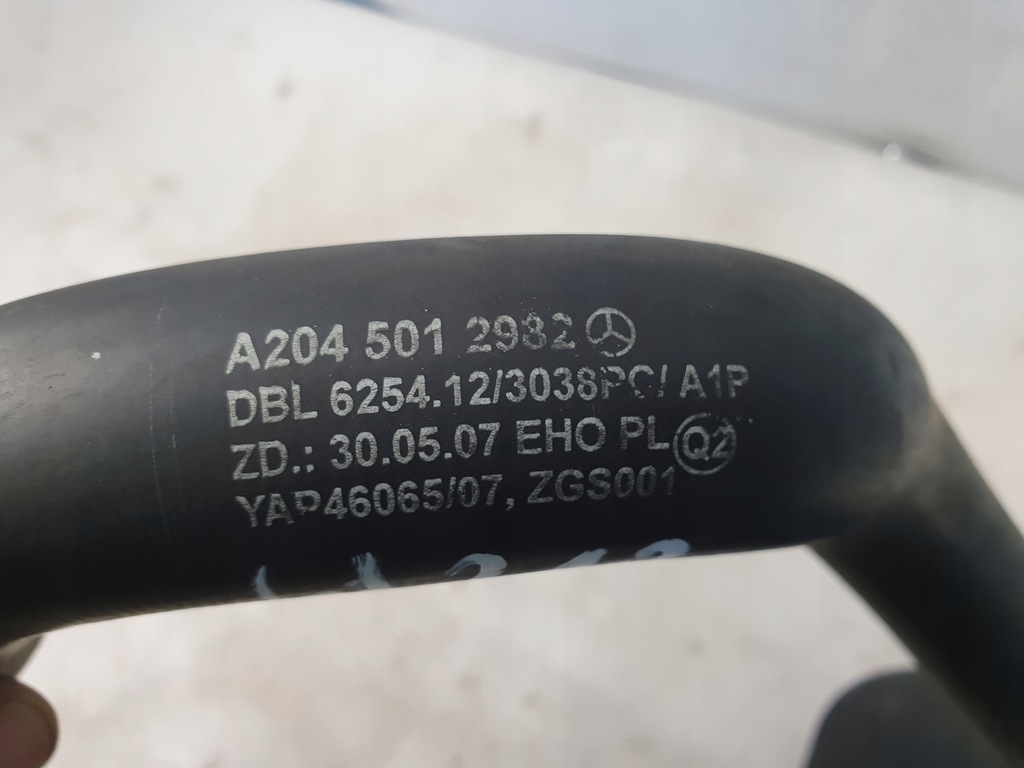 A204 501 2982
DBL 6254.12/3038PC/ A1P
ZD.: 30.05.07 EHO PL Q2
YAP46065/07, ZGS001